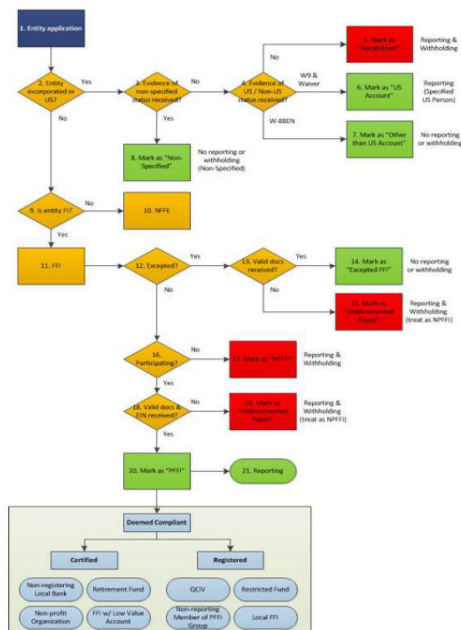 1. Entity application
2. Entity
incorporated in
US?
Yes
3. Evidence of
non-specified
status received?
No
4. Evidence of
US / Non-US
status received?
No
5. Mark as
"Recalcitrant"
Reporting &
Withholding
W9 &
Waiver
6. Mark as "US
Account"
Reporting
(Specified
US Person)
W-8BEN
7. Mark as "Other
than US Account"
No reporting
or withholding
Yes
8. Mark as "Non-
Specified"
No reporting or
withholding
(Non-Specified)
No
9. Is entity FI?
No
10. NFFE
Yes
11. FFI
12. Excepted?
Yes
13. Valid docs
received?
Yes
14. Mark as
"Excepted FFI"
No reporting
or withholding
No
15. Mark as
"Undocumented
Payee"
Reporting &
Withholding
(treat as NPFFI)
No
16.
Participating?
No
17. Mark as "NPFFI"
Reporting &
Withholding
Yes
18. Valid docs &
EIN received?
No
19. Mark as
"Undocumented
Payee"
Reporting &
Withholding
(treat as NPFFI)
Yes
20. Mark as "PFFI"
21. Reporting
Deemed Compliant
Certified
Registered
Non-registering
Local Bank
Retirement Fund
QCIV
Restricted Fund
Non-profit
Organization
FFI w/ Low Value
Account
Non-reporting
Member of PFFI
Group
Local FFI